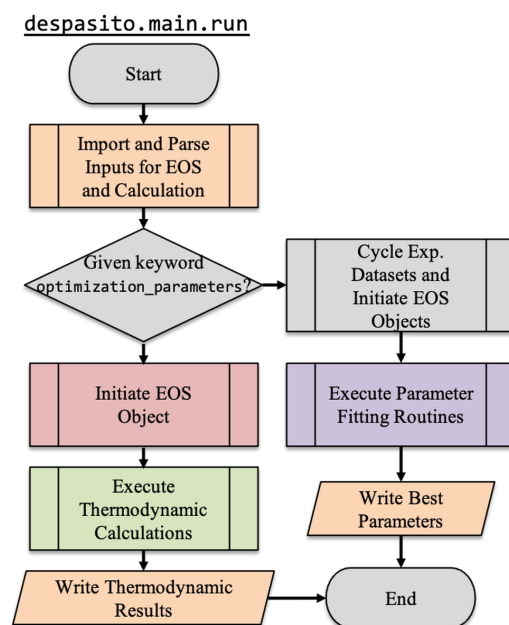 despasito.main.run
Start
Import and Parse
Inputs for EOS
and Calculation
Given keyword
optimization_parameters?
Cycle Exp.
Datasets and
Initiate EOS
Objects
Initiate EOS
Object
Execute Parameter
Fitting Routines
Execute
Thermodynamic
Calculations
Write Best
Parameters
Write Thermodynamic
Results
End